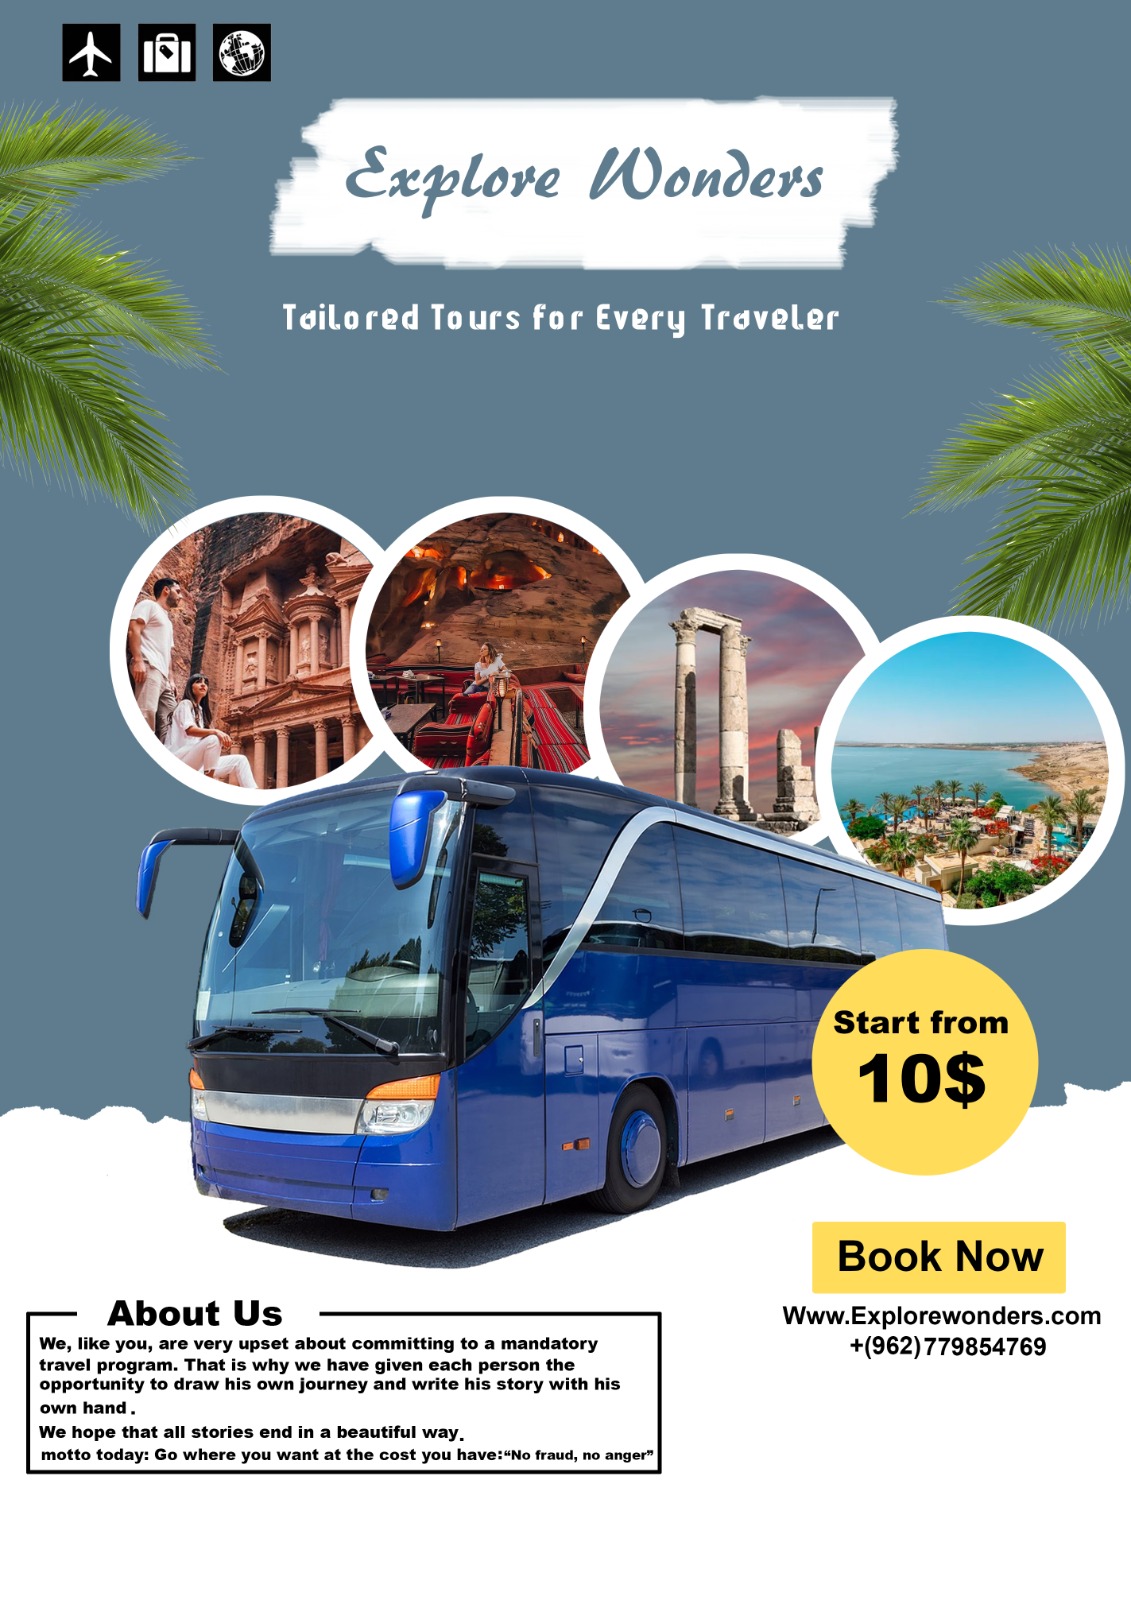 Explore Wonders
Tailored Tours for Every Traveler
Start from
10$
Book Now
Www.Explorewonders.com
+(962)779854769
About Us
We, like you, are very upset about committing to a mandatory
travel program. That is why we have given each person the
opportunity to draw his own journey and write his story with his
own hand .
We hope that all stories end in a beautiful way.
motto today: Go where you want at the cost you have:“No fraud, no anger”